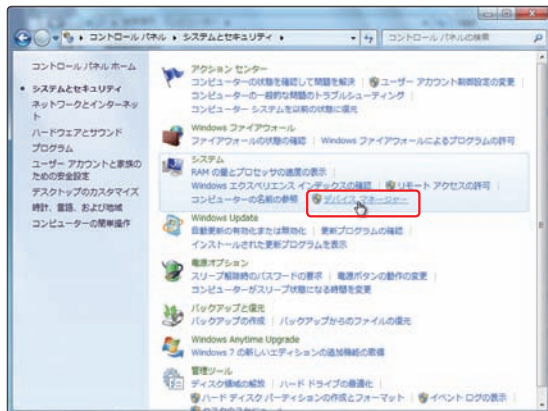 コントロール パネル ▸ システムとセキュリティ ▸
コントロール パネルの検索
コントロール パネル ホーム
システムとセキュリティ
ネットワークとインターネッ
ト
ハードウェアとサウンド
プログラム
ユーザー アカウントと家族の
ための安全設定
デスクトップのカスタマイズ
時計、言語、および地域
コンピューターの簡単操作
アクション センター
コンピューターの状態を確認して問題を解決 | ユーザー アカウント制御設定の変更
コンピューターの一般的な問題のトラブルシューティング
コンピューター システムを以前の状態に復元
Windows ファイアウォール
ファイアウォールの状態の確認 | Windows ファイアウォールによるプログラムの許可
システム
RAM の量とプロセッサの速度の表示
Windows エクスペリエンス インデックスの確認 | リモート アクセスの許可
コンピューターの名前の参照 | デバイス マネージャー
Windows Update
自動更新の有効化または無効化 | 更新プログラムの確認
インストールされた更新プログラムを表示
電源オプション
スリープ解除時のパスワードの要求 | 電源ボタンの動作の変更
コンピューターがスリープ状態になる時間を変更
バックアップと復元
バックアップの作成 | バックアップからのファイルの復元
Windows Anytime Upgrade
Windows 7 の新しいエディションの追加機能の取得
管理ツール
ディスク領域の解放 | ハード ドライブの最適化
ハード ディスク パーティションの作成とフォーマット | イベント ログの表示